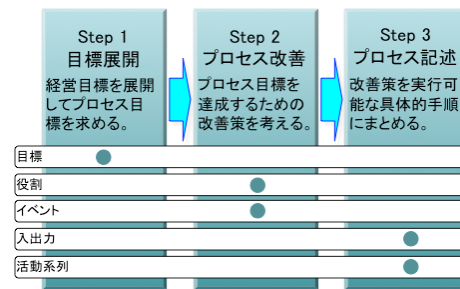 Step 1
目標展開
経営目標を展開
してプロセス目
標を求める。
Step 2
プロセス改善
プロセス目標を
達成するための
改善策を考える。
Step 3
プロセス記述
改善策を実行可
能な具体的手順
にまとめる。
目標
役割
イベント
入出力
活動系列